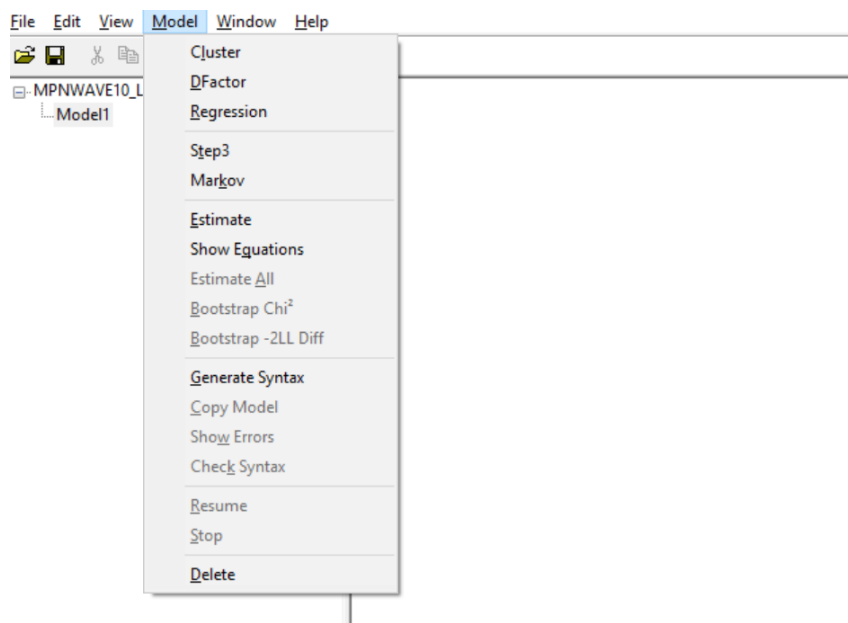 File Edit View Model Window Help
Cluster
DFactor
MPNWAVE10_L
Regression
Model1
Step3
Markov
Estimate
Show Equations
Estimate All
Bootstrap Chi²
Bootstrap -2LL Diff
Generate Syntax
Copy Model
Show Errors
Check Syntax
Resume
Stop
Delete